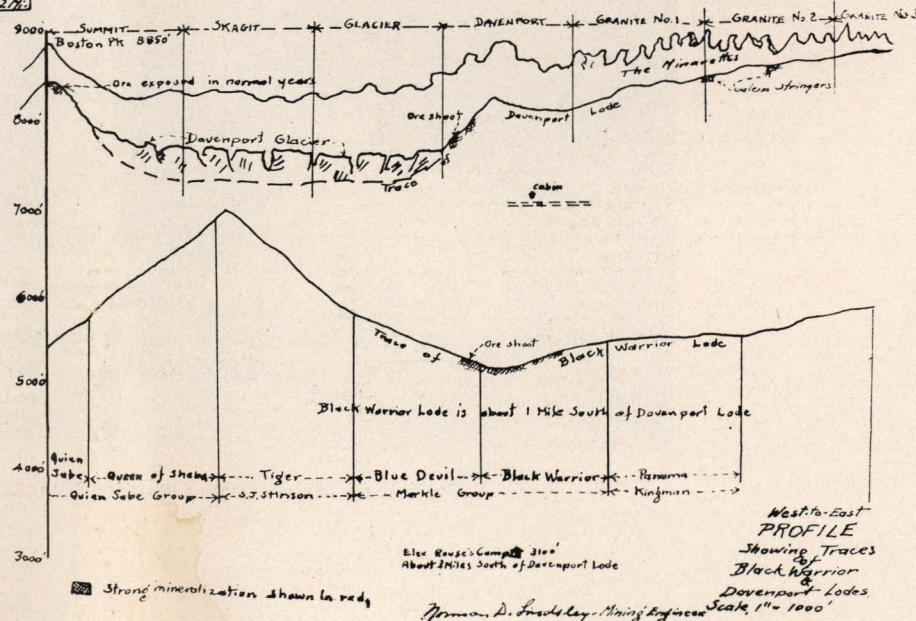 SUMMIT SKAGIT GLACIER DAVENPORT GRANITE No.1 GRANITE No.2 GRANITE No.3
9000'
Boston Pk 8850'
The Minarettes
Ore exposed in normal years
Galena Stringers
Ore shoot
Davenport Lode
8000'
Davenport Glacier
Trace
cabin
7000'
6000'
Trace of Black Warrior Lode
Ore shoot
5000'
Black Warrior Lode is about 1 Mile South of Davenport Lode
Quien
Sabe Queen of Sheba Tiger Blue Devil Black Warrior Panama
4000'
Quien Sabe Group S.J. Stinson Markle Group Kingman
3000'
Elev Rouse's Camp 3100'
About 3 Miles South of Davenport Lode
West-to-East
PROFILE
Showing Traces
of
Black Warrior
&
Davenport Lodes
Scale, 1" = 1000'
Strong mineralization shown in red,
Norman D. Lindsley - Mining Engineer